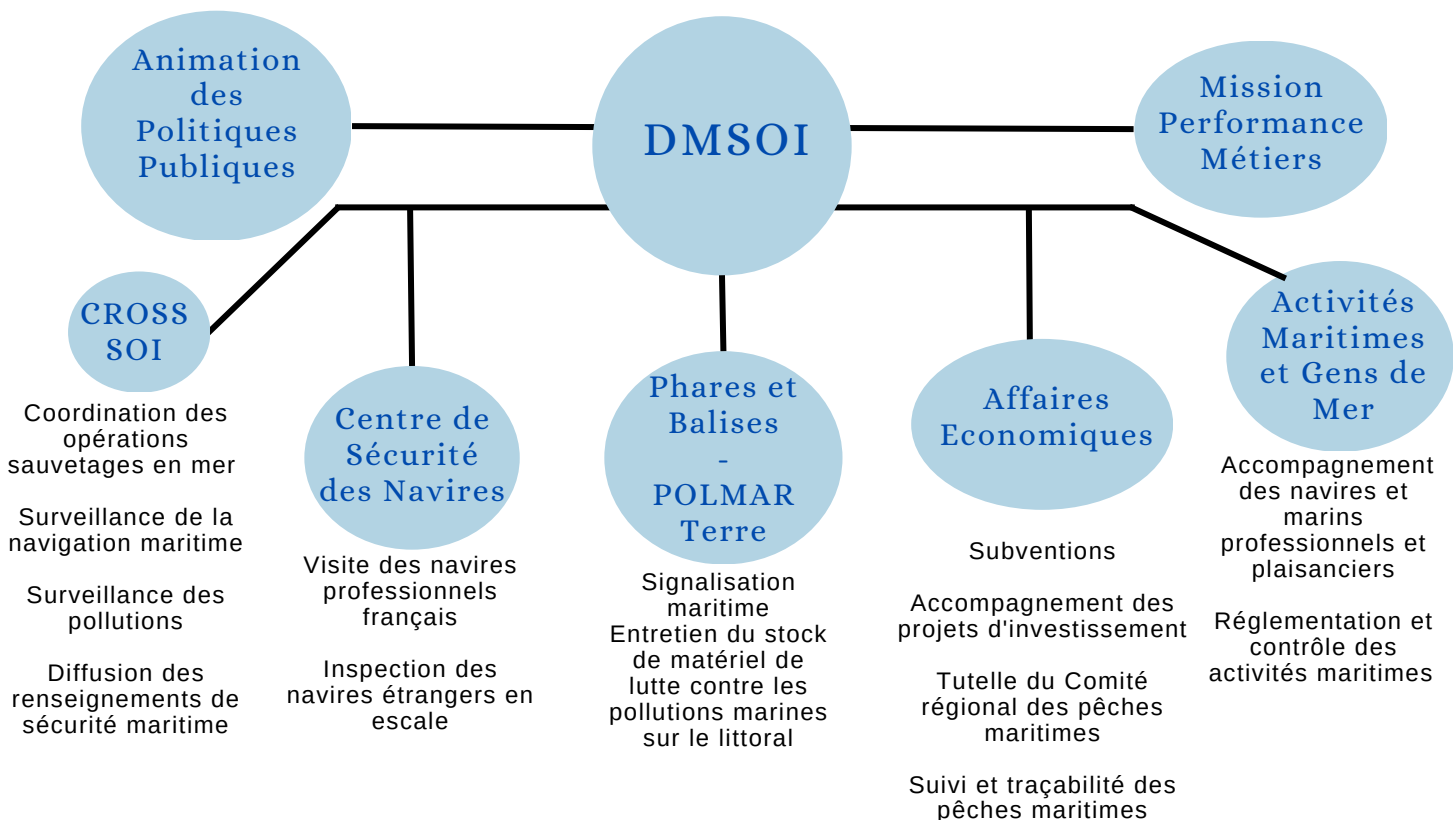 Animation
des
Politiques
Publiques
DMSOI
Mission
Performance
Métiers
CROSS
SOI
Coordination des
opérations
sauvetages en mer
Surveillance de la
navigation maritime
Surveillance des
pollutions
Diffusion des
renseignements de
sécurité maritime
Centre de
Sécurité
des Navires
Visite des navires
professionnels
français
Inspection des
navires étrangers en
escale
Phares et
Balises
-
POLMAR
Terre
Signalisation
maritime
Entretien du stock
de matériel de
lutte contre les
pollutions marines
sur le littoral
Affaires
Economiques
Subventions
Accompagnement des
projets d'investissement
Tutelle du Comité
régional des pêches
maritimes
Suivi et traçabilité des
pêches maritimes
Activités
Maritimes
et Gens de
Mer
Accompagnement
des navires et
marins
professionnels et
plaisanciers
Réglementation et
contrôle des
activités maritimes